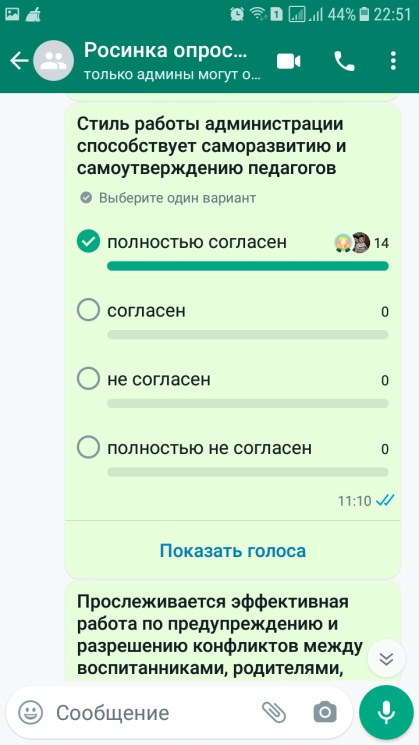 44% 22:51
Росинка опрос...
только админы могут о...
Стиль работы администрации
способствует саморазвитию и
самоутверждению педагогов
Выберите один вариант
полностью согласен 14
согласен 0
не согласен 0
полностью не согласен 0
11:10
Показать голоса
Прослеживается эффективная
работа по предупреждению и
разрешению конфликтов между
воспитанниками, родителями,
Сообщение